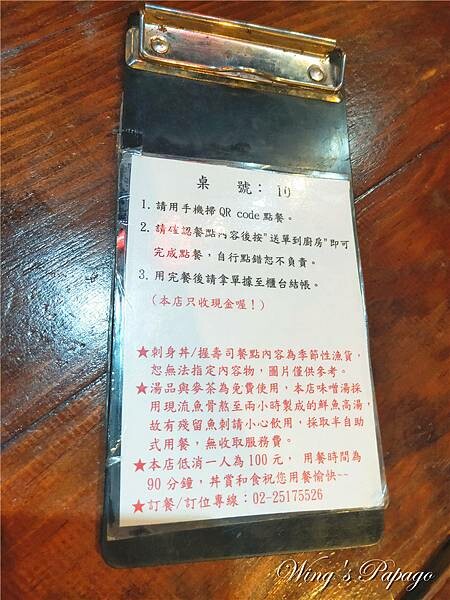 桌 號: 10
1. 請用手機掃 QR code 點餐。
2. 請確認餐點內容後按"送單到廚房"即可
完成點餐，自行點錯恕不負責。
3. 用完餐後請拿單據至櫃台結帳。
(本店只收現金喔！)
★刺身丼/握壽司餐點內容為季節性漁貨，
恕無法指定內容物，圖片僅供參考。
★湯品與麥茶為免費使用，本店味噌湯採
用現流魚骨熬至兩小時製成的鮮魚高湯，
故有殘留魚刺請小心飲用，採取半自助
式用餐，無收取服務費。
★本店低消一人為100元， 用餐時間為
90分鐘，丼賞和食祝您用餐愉快~~
★訂餐/訂位專線：02-25175526
Wing's Papago